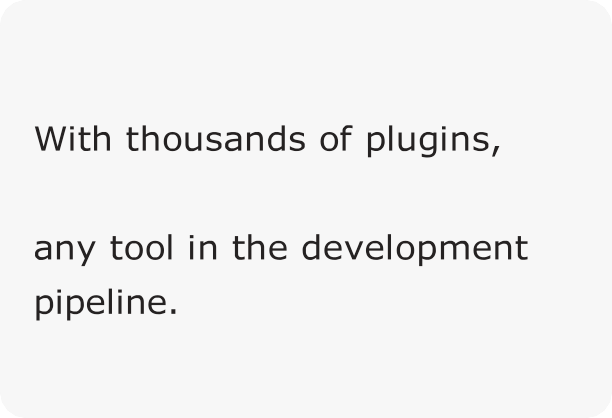 With thousands of plugins,
any tool in the development
pipeline.